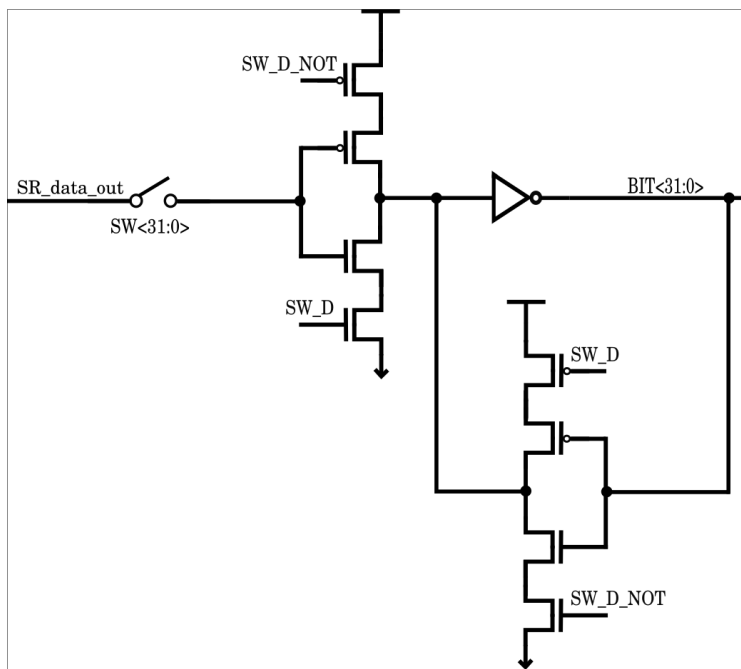 SW_D_NOT
SR_data_out
SW<31:0>
BIT<31:0>
SW_D
SW_D
SW_D_NOT